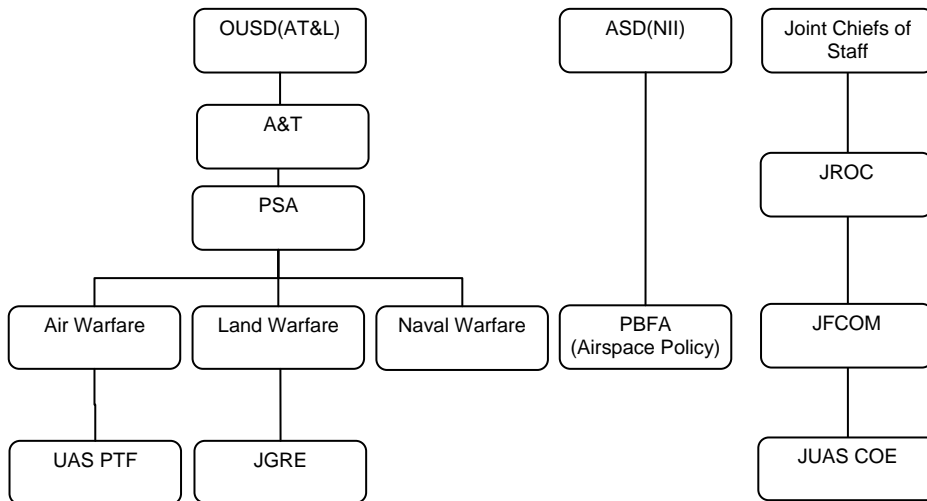 OUSD(AT&L)
ASD(NII)
Joint Chiefs of
Staff
A&T
JROC
PSA
Air Warfare
Land Warfare
Naval Warfare
PBFA
(Airspace Policy)
JFCOM
UAS PTF
JGRE
JUAS COE